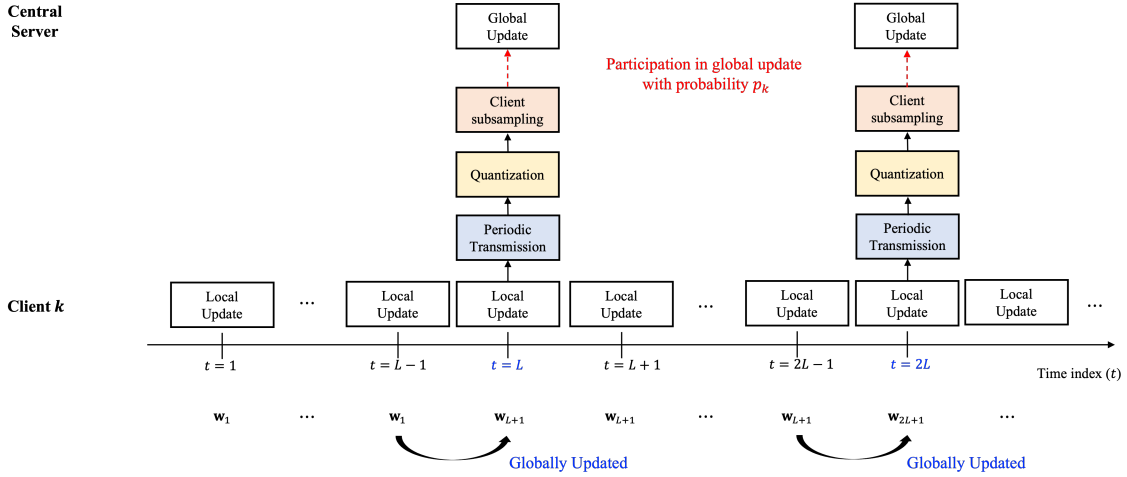 Central
Server
Global
Update
Global
Update
Participation in global update
with probability pₖ
Client
subsampling
Client
subsampling
Quantization
Quantization
Periodic
Transmission
Periodic
Transmission
Client k
Local
Update
...
Local
Update
Local
Update
Local
Update
...
Local
Update
Local
Update
Local
Update
...
t = 1
t = L − 1
t = L
t = L + 1
t = 2L − 1
t = 2L
Time index (t)
w₁
...
w₁
w_{L+1}
w_{L+1}
...
w_{L+1}
w_{2L+1}
...
Globally Updated
Globally Updated